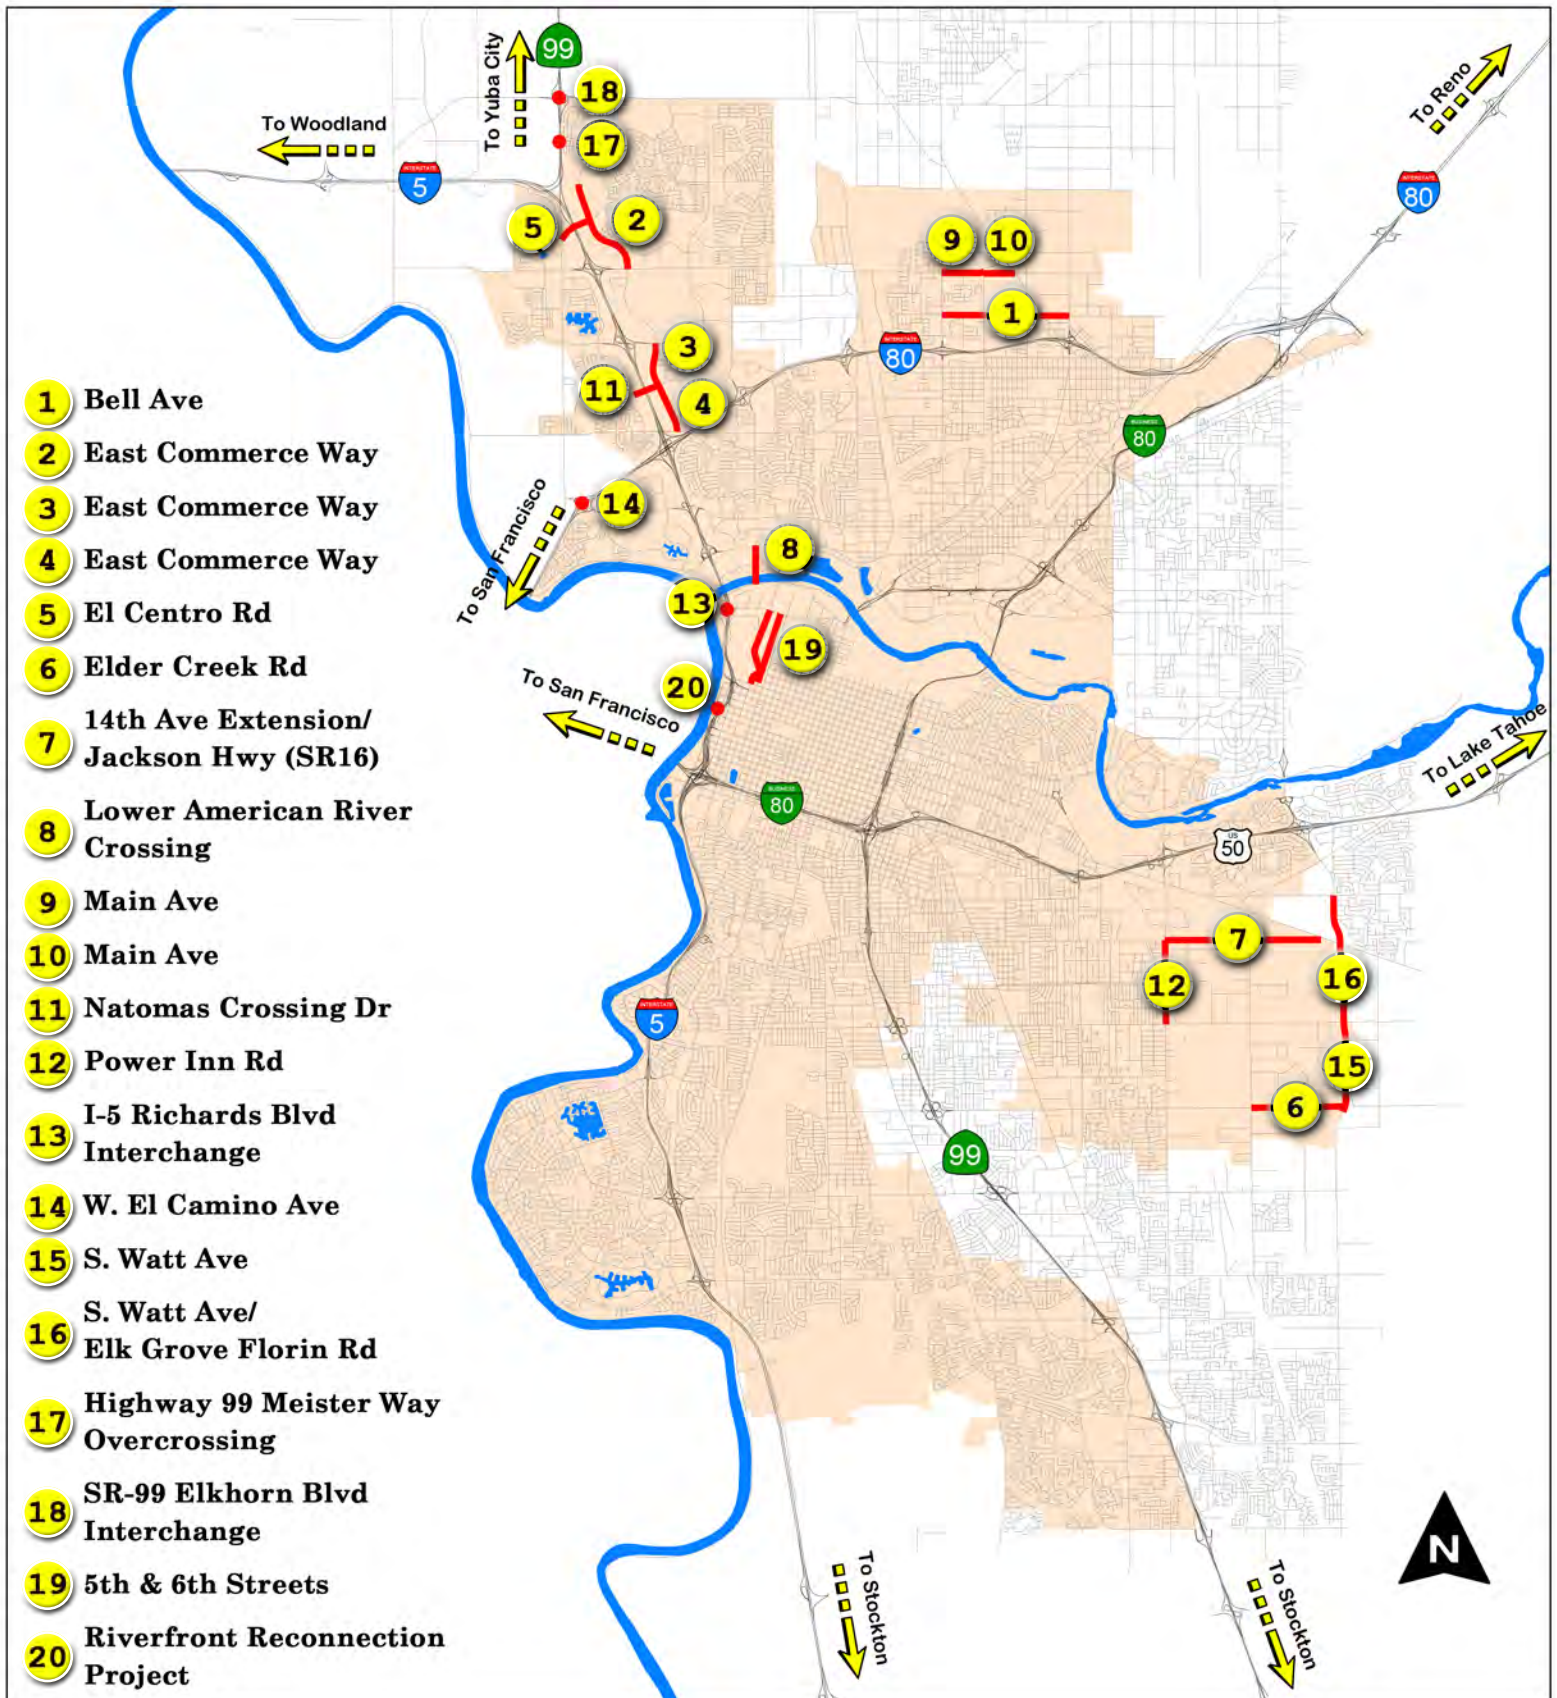 99
To Yuba City
18
17
To Woodland
INTERSTATE
5
To Reno
INTERSTATE
80
5
2
9
10
1
3
INTERSTATE
80
11
4
BUSINESS
80
To San Francisco
14
8
13
19
20
To San Francisco
To Lake Tahoe
BUSINESS
80
US
50
7
12
16
INTERSTATE
5
15
6
99
To Stockton
To Stockton
N
1 Bell Ave
2 East Commerce Way
3 East Commerce Way
4 East Commerce Way
5 El Centro Rd
6 Elder Creek Rd
7 14th Ave Extension/
Jackson Hwy (SR16)
8 Lower American River
Crossing
9 Main Ave
10 Main Ave
11 Natomas Crossing Dr
12 Power Inn Rd
13 I-5 Richards Blvd
Interchange
14 W. El Camino Ave
15 S. Watt Ave
16 S. Watt Ave/
Elk Grove Florin Rd
17 Highway 99 Meister Way
Overcrossing
18 SR-99 Elkhorn Blvd
Interchange
19 5th & 6th Streets
20 Riverfront Reconnection
Project